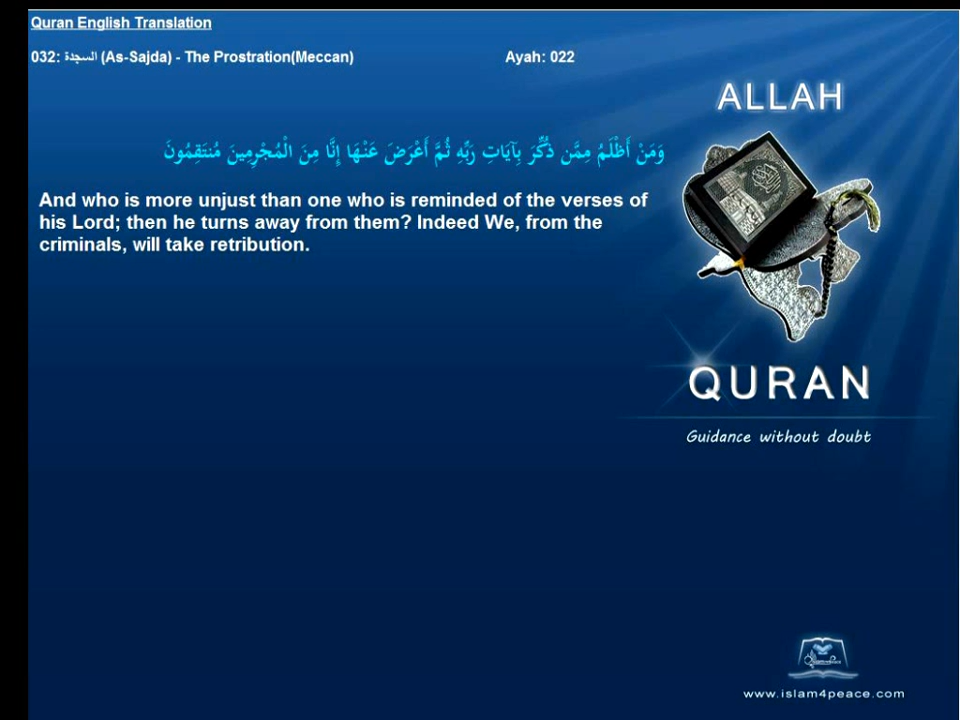 Quran English Translation
032: السجدة (As-Sajda) - The Prostration(Meccan) Ayah: 022
ALLAH
وَمَنْ أَظْلَمُ مِمَّن ذُكِّرَ بِآيَاتِ رَبِّهِ ثُمَّ أَعْرَضَ عَنْهَا إِنَّا مِنَ الْمُجْرِمِينَ مُنتَقِمُونَ
And who is more unjust than one who is reminded of the verses of
his Lord; then he turns away from them? Indeed We, from the
criminals, will take retribution.
QURAN
Guidance without doubt
www.islam4peace.com